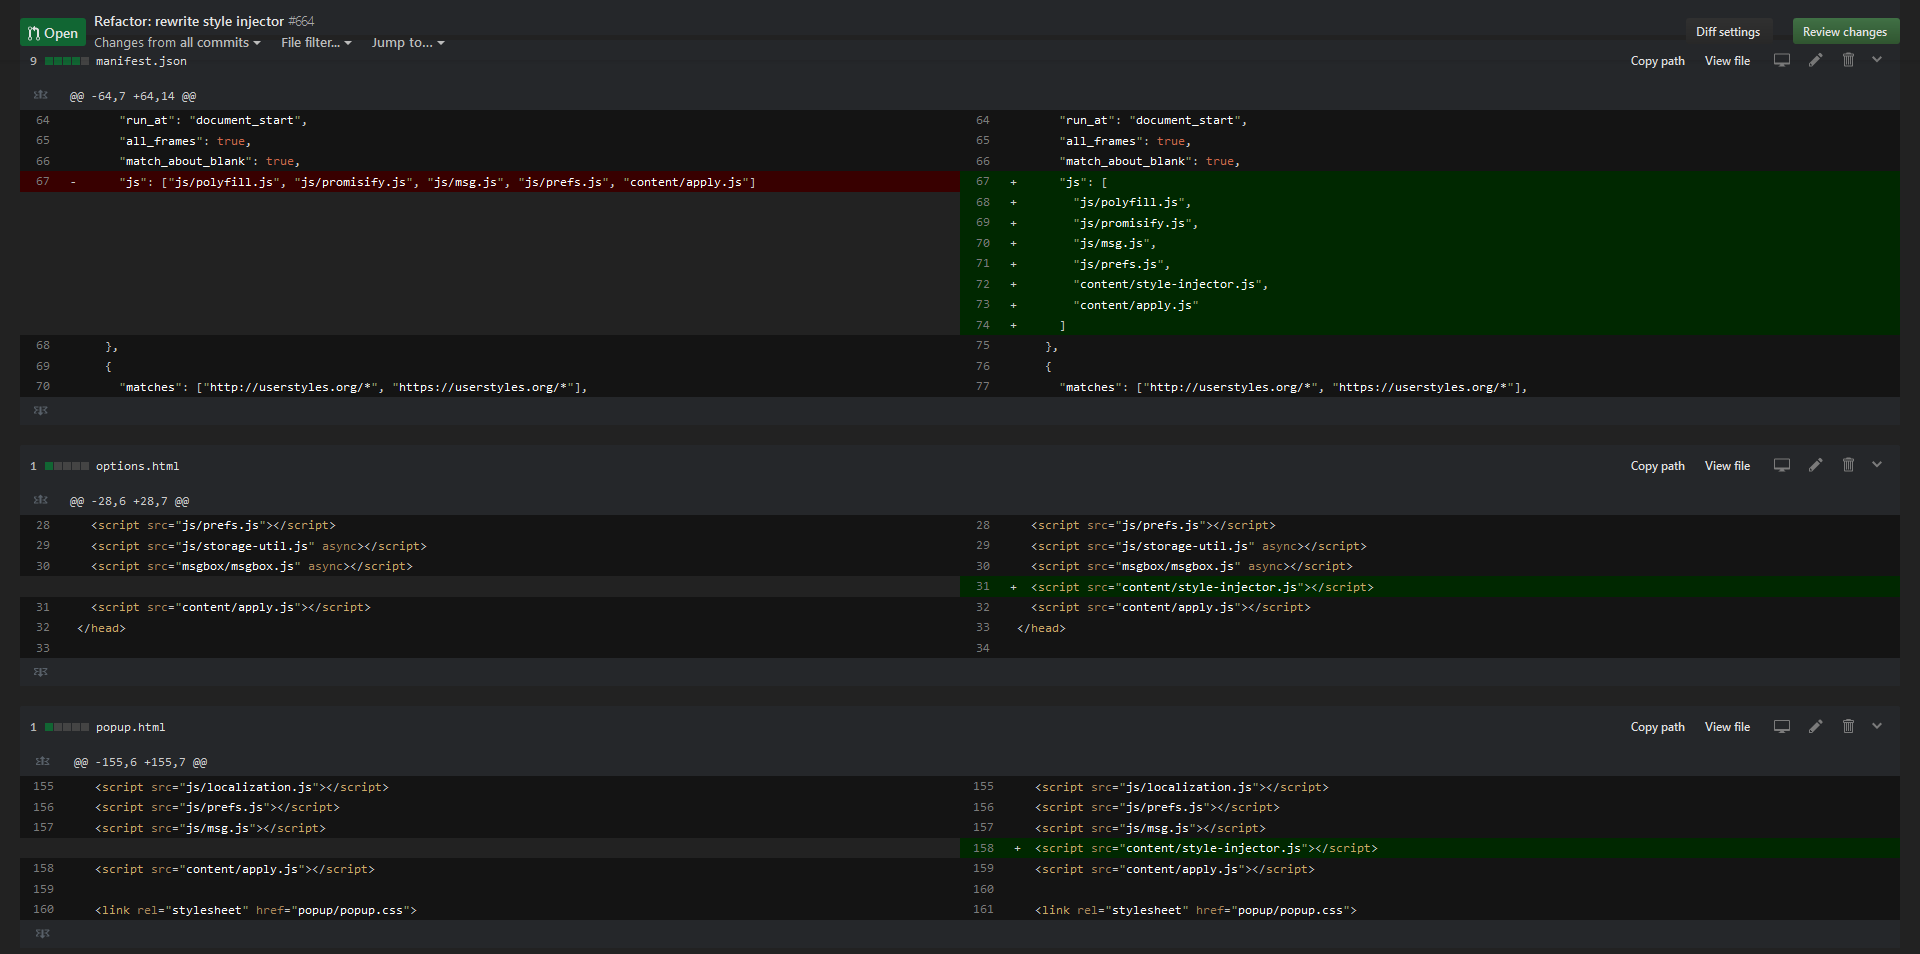 Open
Refactor: rewrite style injector #664
Changes from all commits
File filter...
Jump to...
Diff settings
Review changes
9 manifest.json
Copy path View file
@@ -64,7 +64,14 @@
64 "run_at": "document_start",
65 "all_frames": true,
66 "match_about_blank": true,
67 - "js": ["js/polyfill.js", "js/promisify.js", "js/msg.js", "js/prefs.js", "content/apply.js"]
68 },
69 {
70 "matches": ["http://userstyles.org/*", "https://userstyles.org/*"],
64 "run_at": "document_start",
65 "all_frames": true,
66 "match_about_blank": true,
67 + "js": [
68 + "js/polyfill.js",
69 + "js/promisify.js",
70 + "js/msg.js",
71 + "js/prefs.js",
72 + "content/style-injector.js",
73 + "content/apply.js"
74 + ]
75 },
76 {
77 "matches": ["http://userstyles.org/*", "https://userstyles.org/*"],
1 options.html
Copy path View file
@@ -28,6 +28,7 @@
28 <script src="js/prefs.js"></script>
29 <script src="js/storage-util.js" async></script>
30 <script src="msgbox/msgbox.js" async></script>
31 <script src="content/apply.js"></script>
32 </head>
33
28 <script src="js/prefs.js"></script>
29 <script src="js/storage-util.js" async></script>
30 <script src="msgbox/msgbox.js" async></script>
31 + <script src="content/style-injector.js"></script>
32 <script src="content/apply.js"></script>
33 </head>
34
1 popup.html
Copy path View file
@@ -155,6 +155,7 @@
155 <script src="js/localization.js"></script>
156 <script src="js/prefs.js"></script>
157 <script src="js/msg.js"></script>
158 <script src="content/apply.js"></script>
159
160 <link rel="stylesheet" href="popup/popup.css">
155 <script src="js/localization.js"></script>
156 <script src="js/prefs.js"></script>
157 <script src="js/msg.js"></script>
158 + <script src="content/style-injector.js"></script>
159 <script src="content/apply.js"></script>
160
161 <link rel="stylesheet" href="popup/popup.css">